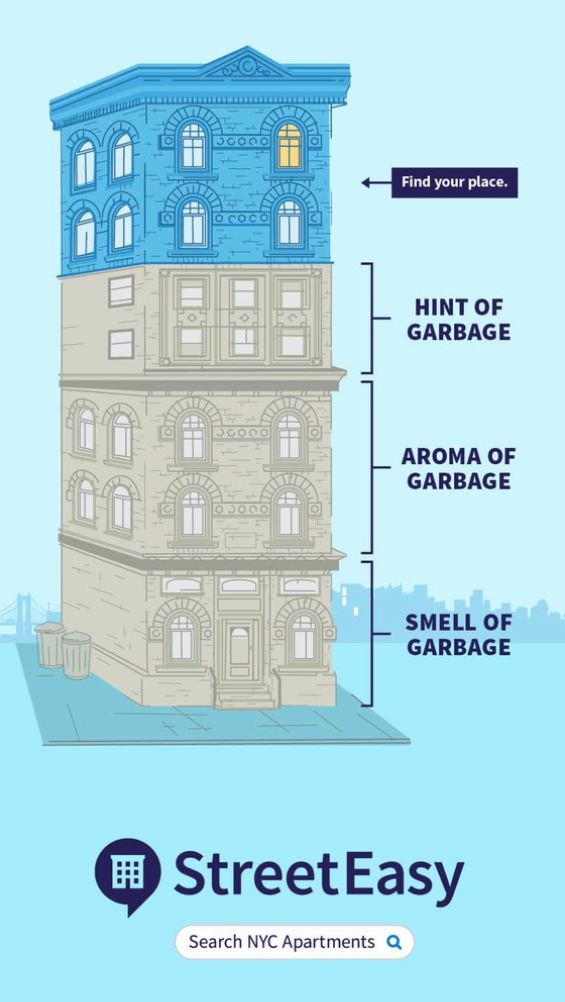 Find your place.
HINT OF
GARBAGE
AROMA OF
GARBAGE
SMELL OF
GARBAGE
StreetEasy
Search NYC Apartments